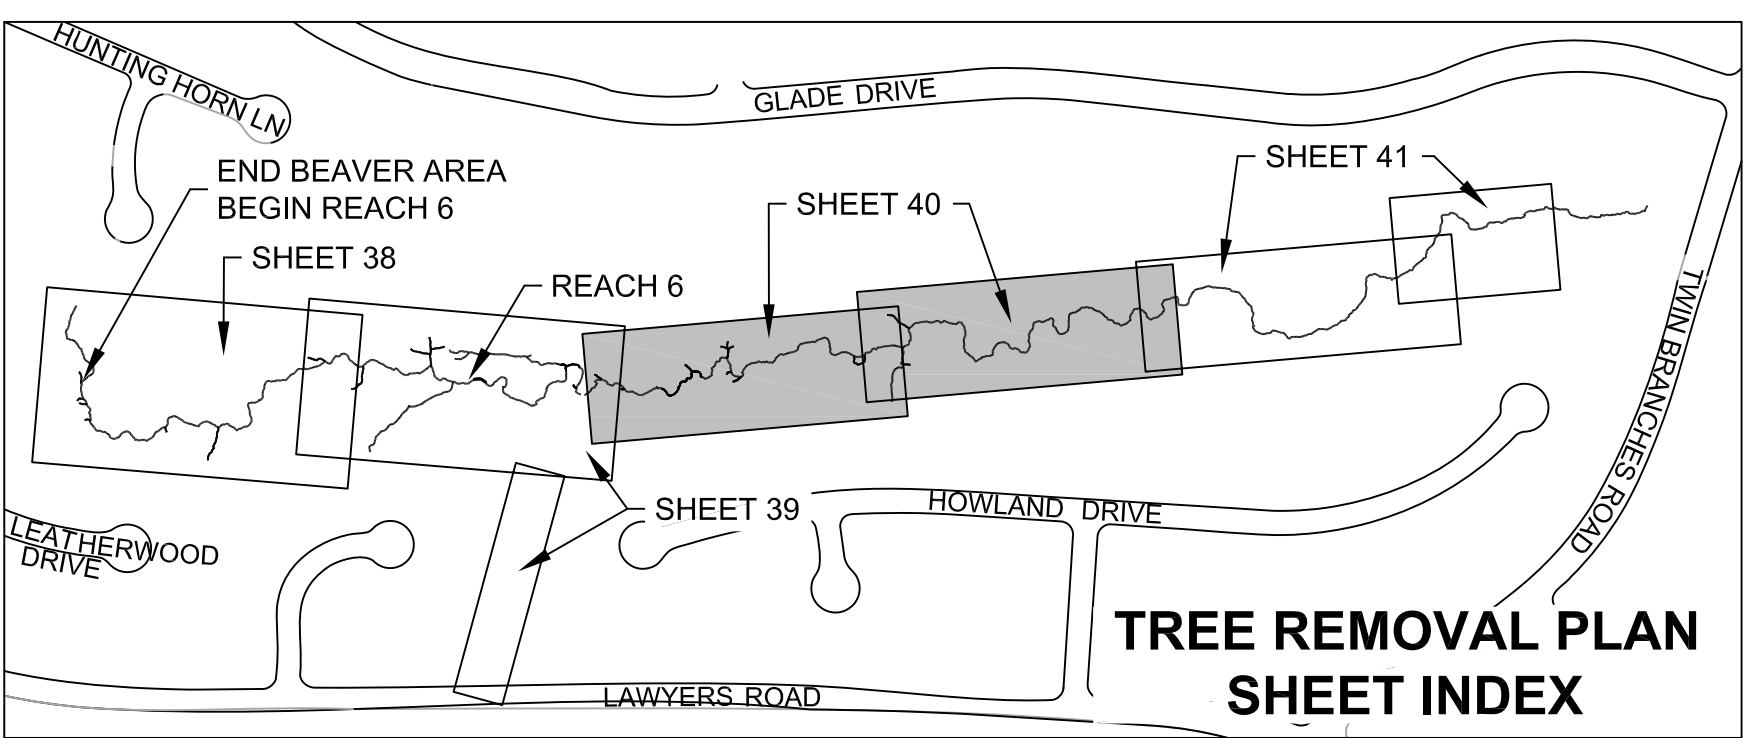 HUNTING HORN LN
GLADE DRIVE
END BEAVER AREA
BEGIN REACH 6
SHEET 38
REACH 6
SHEET 40
SHEET 41
TWIN BRANCHES ROAD
SHEET 39
HOWLAND DRIVE
LEATHERWOOD
DRIVE
LAWYERS ROAD
TREE REMOVAL PLAN
SHEET INDEX